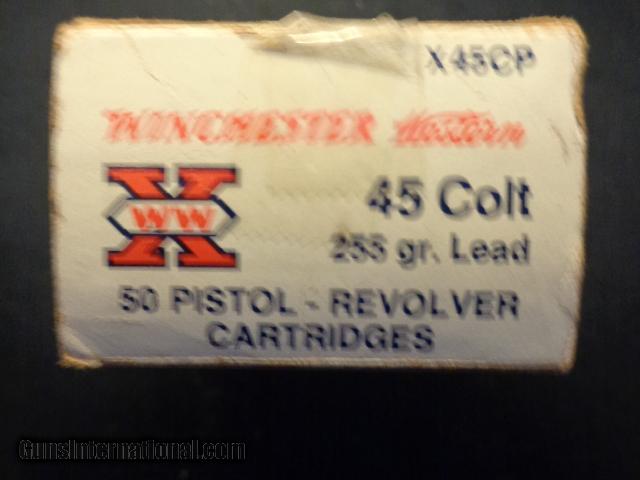 X45CP
WINCHESTER Western
WW
45 Colt
255 gr. Lead
50 PISTOL - REVOLVER
CARTRIDGES
GunsInternational.com